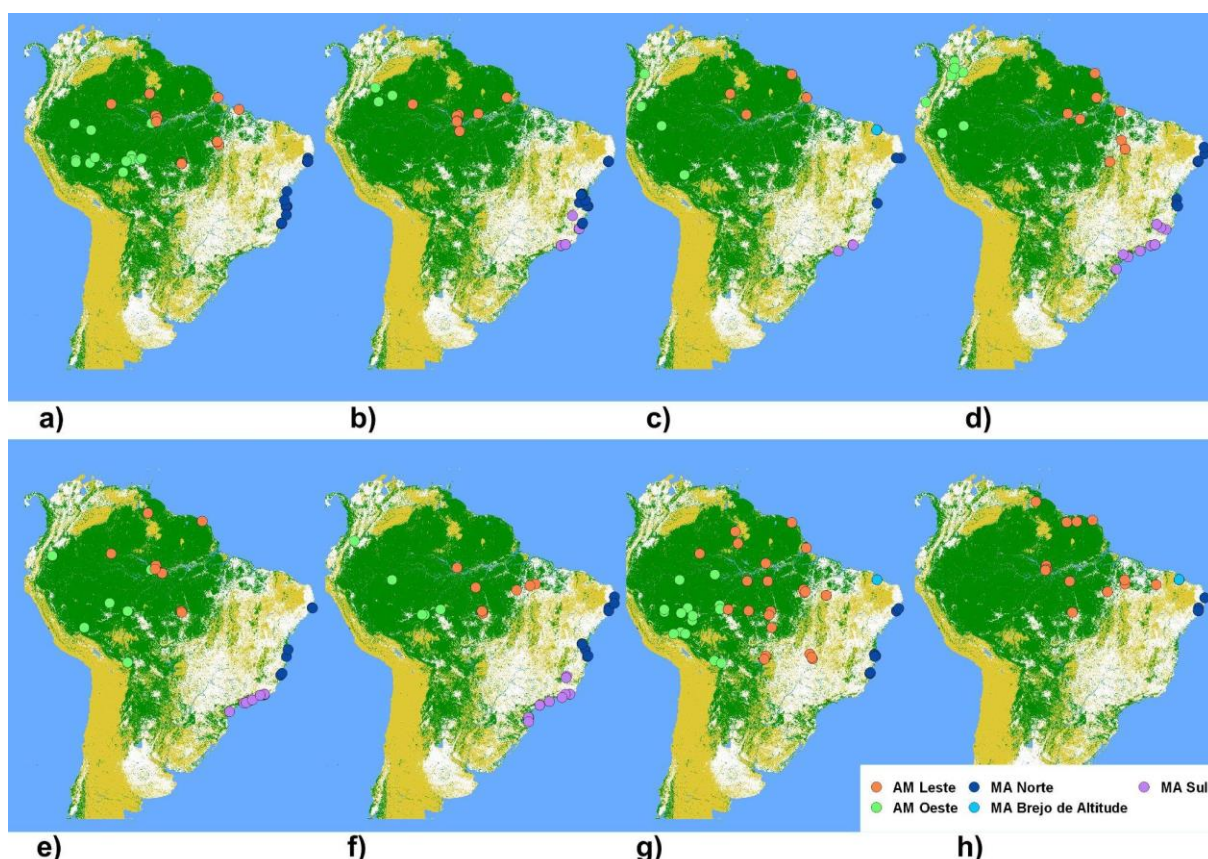 a) b) c) d)
AM Leste MA Norte MA Sul
AM Oeste MA Brejo de Altitude
e) f) g) h)